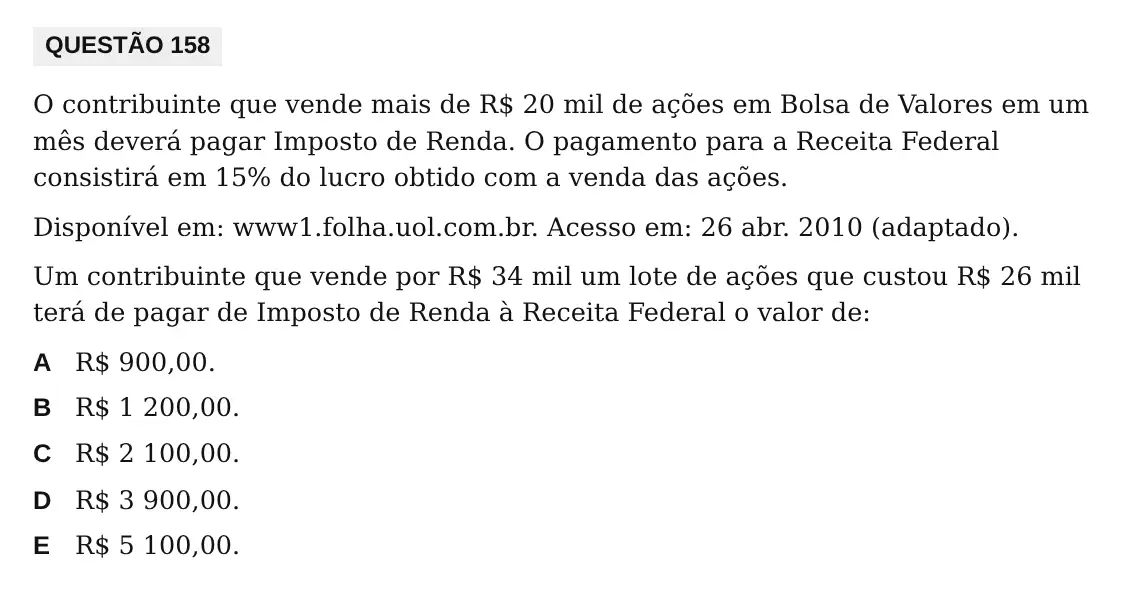 QUESTÃO 158
O contribuinte que vende mais de R$ 20 mil de ações em Bolsa de Valores em um
mês deverá pagar Imposto de Renda. O pagamento para a Receita Federal
consistirá em 15% do lucro obtido com a venda das ações.
Disponível em: www1.folha.uol.com.br. Acesso em: 26 abr. 2010 (adaptado).
Um contribuinte que vende por R$ 34 mil um lote de ações que custou R$ 26 mil
terá de pagar de Imposto de Renda à Receita Federal o valor de:
A R$ 900,00.
B R$ 1 200,00.
C R$ 2 100,00.
D R$ 3 900,00.
E R$ 5 100,00.